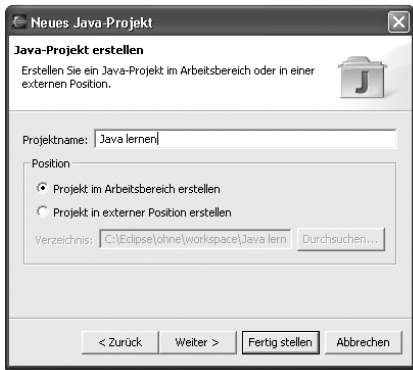 Neues Java-Projekt
Java-Projekt erstellen
Erstellen Sie ein Java-Projekt im Arbeitsbereich oder in einer
externen Position.
J
Projektname: Java lernen
Position
Projekt im Arbeitsbereich erstellen
Projekt in externer Position erstellen
Verzeichnis: C:\Eclipse\ohne\workspace\Java lern Durchsuchen...
< Zurück Weiter > Fertig stellen Abbrechen